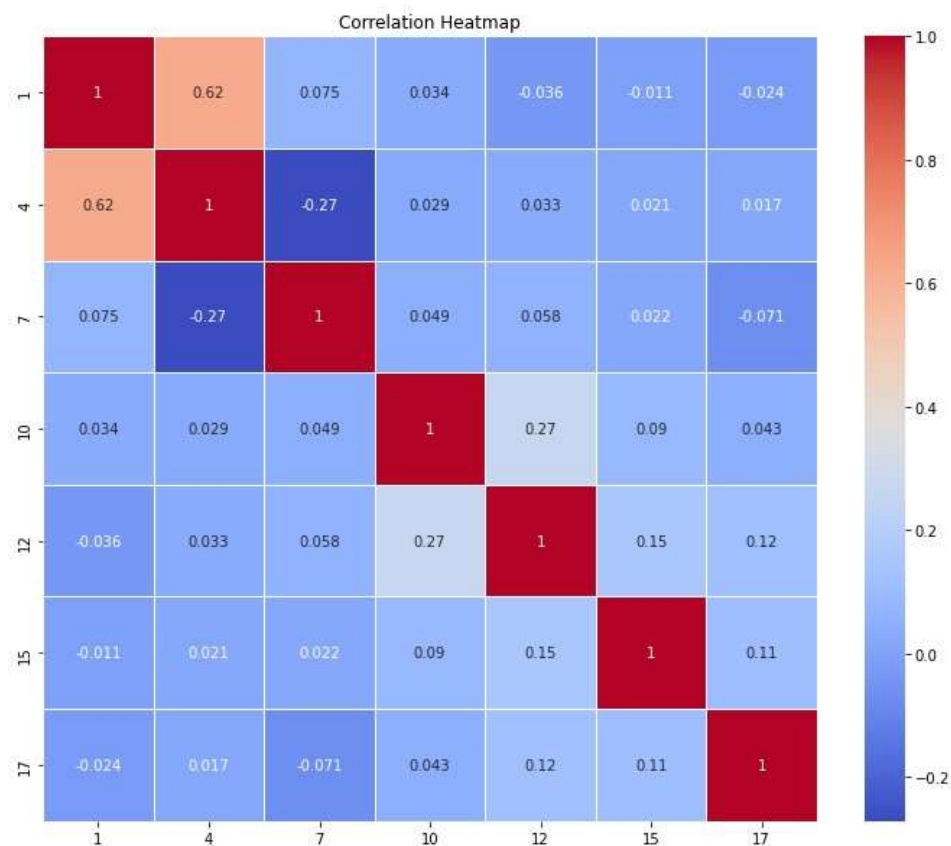 Correlation Heatmap
1 1 0.62 0.075 0.034 -0.036 -0.011 -0.024
4 0.62 1 -0.27 0.029 0.033 0.021 0.017
7 0.075 -0.27 1 0.049 0.058 0.022 -0.071
10 0.034 0.029 0.049 1 0.27 0.09 0.043
12 -0.036 0.033 0.058 0.27 1 0.15 0.12
15 -0.011 0.021 0.022 0.09 0.15 1 0.11
17 -0.024 0.017 -0.071 0.043 0.12 0.11 1
1 4 7 10 12 15 17
1.0
0.8
0.6
0.4
0.2
0.0
−0.2